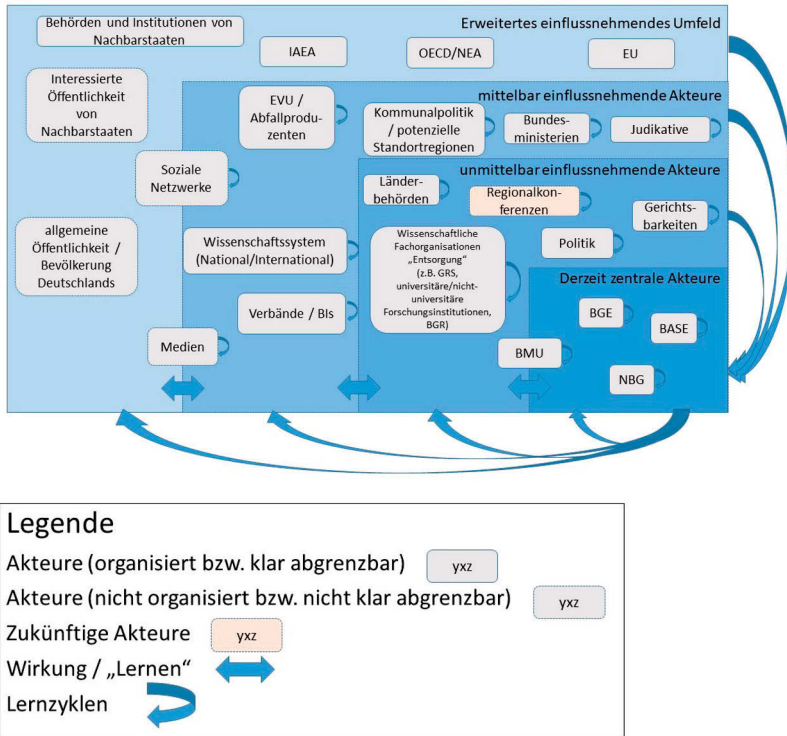 Behörden und Institutionen von
Nachbarstaaten
Erweitertes einflussnehmendes Umfeld
IAEA
OECD/NEA
EU
Interessierte
Öffentlichkeit
von
Nachbarstaaten
mittelbar einflussnehmende Akteure
EVU /
Abfallprodu-
zenten
Kommunalpolitik
/ potenzielle
Standortregionen
Bundes-
ministerien
Judikative
Soziale
Netzwerke
unmittelbar einflussnehmende Akteure
Länder-
behörden
Regionalkon-
ferenzen
Gerichts-
barkeiten
allgemeine
Öffentlichkeit /
Bevölkerung
Deutschlands
Wissenschaftssystem
(National/International)
Wissenschaftliche
Fachorganisationen
„Entsorgung“
(z.B. GRS,
universitäre/nicht-
universitäre
Forschungsinstitutionen,
BGR)
Politik
Derzeit zentrale Akteure
Verbände / BIs
BGE
BASE
Medien
BMU
NBG
Legende
Akteure (organisiert bzw. klar abgrenzbar) yxz
Akteure (nicht organisiert bzw. nicht klar abgrenzbar) yxz
Zukünftige Akteure yxz
Wirkung / „Lernen“
Lernzyklen